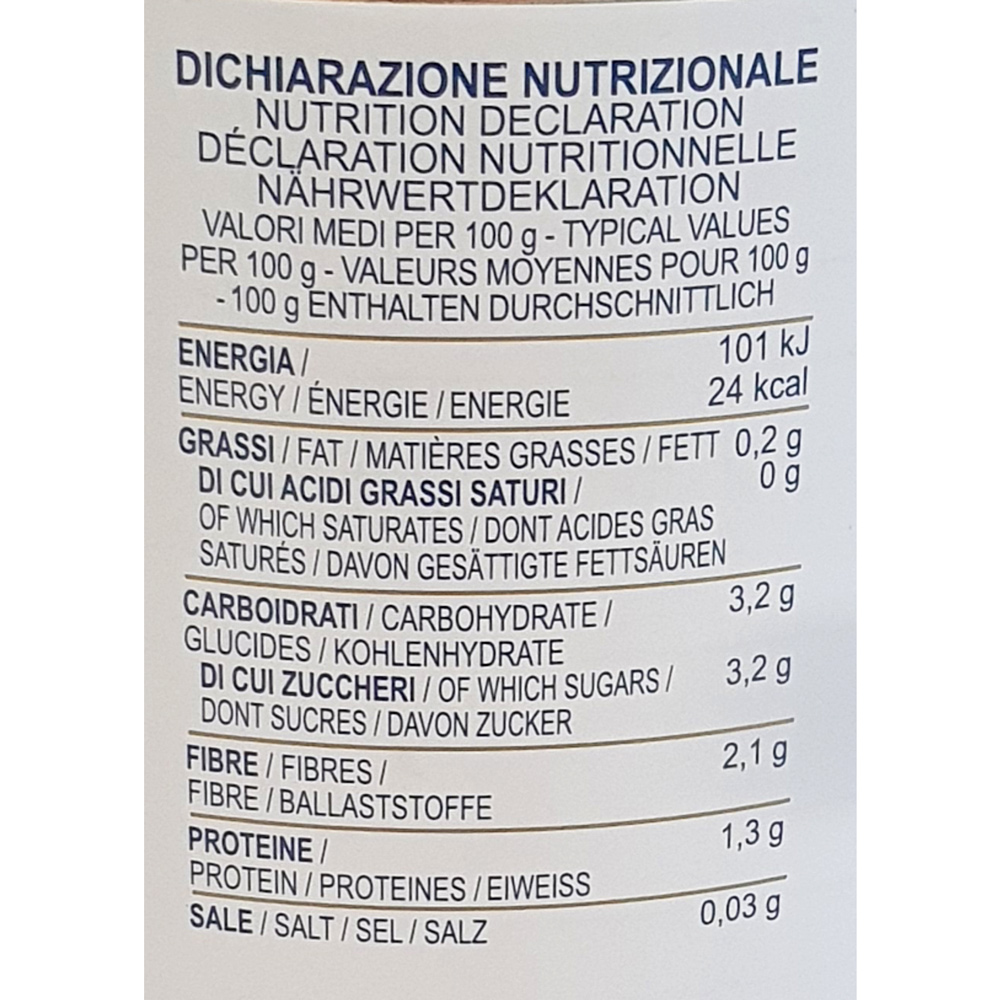 DICHIARAZIONE NUTRIZIONALE
NUTRITION DECLARATION
DÉCLARATION NUTRITIONNELLE
NÄHRWERTDEKLARATION
VALORI MEDI PER 100 g - TYPICAL VALUES
PER 100 g - VALEURS MOYENNES POUR 100 g
- 100 g ENTHALTEN DURCHSCHNITTLICH
ENERGIA / 101 kJ
ENERGY / ÉNERGIE / ENERGIE 24 kcal
GRASSI / FAT / MATIÈRES GRASSES / FETT 0,2 g
DI CUI ACIDI GRASSI SATURI / 0 g
OF WHICH SATURATES / DONT ACIDES GRAS
SATURÉS / DAVON GESÄTTIGTE FETTSÄUREN
CARBOIDRATI / CARBOHYDRATE / 3,2 g
GLUCIDES / KOHLENHYDRATE
DI CUI ZUCCHERI / OF WHICH SUGARS / 3,2 g
DONT SUCRES / DAVON ZUCKER
FIBRE / FIBRES / 2,1 g
FIBRE / BALLASTSTOFFE
PROTEINE / 1,3 g
PROTEIN / PROTEINES / EIWEISS
SALE / SALT / SEL / SALZ 0,03 g